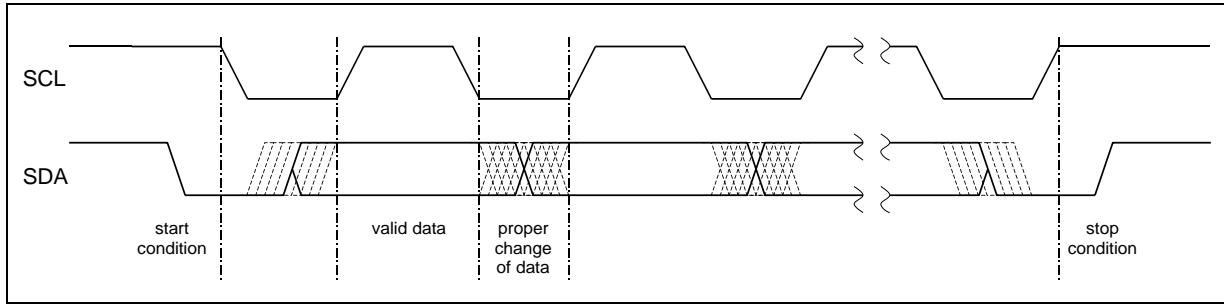 SCL
SDA
start
condition
valid data
proper
change
of data
stop
condition